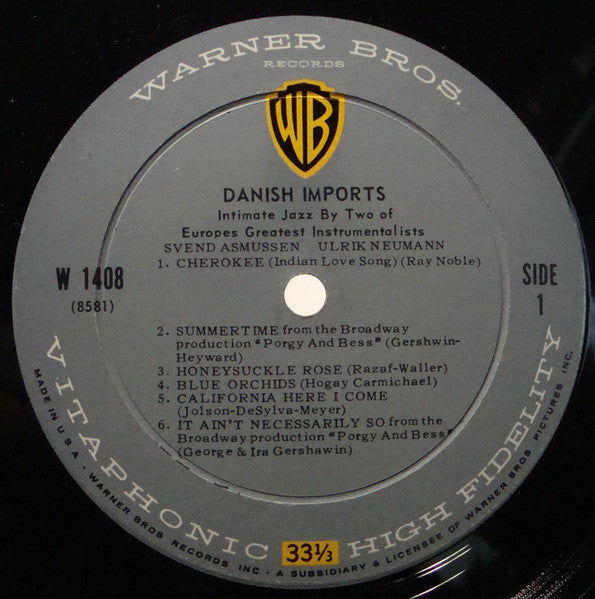 WARNER BROS.
RECORDS
WB
DANISH IMPORTS
Intimate Jazz By Two of
Europes Greatest Instrumentalists
SVEND ASMUSSEN ULRIK NEUMANN
1. CHEROKEE (Indian Love Song) (Ray Noble)
W 1408
(8581)
SIDE
1
2. SUMMERTIME from the Broadway
production "Porgy And Bess" (Gershwin-
Heyward)
3. HONEYSUCKLE ROSE (Razaf-Waller)
4. BLUE ORCHIDS (Hogay Carmichael)
5. CALIFORNIA HERE I COME
(Jolson-DeSylva-Meyer)
6. IT AIN'T NECESSARILY SO from the
Broadway production "Porgy And Bess"
(George & Ira Gershawin)
VITAPHONIC 33⅓ HIGH FIDELITY
MADE IN U.S.A. • WARNER BROS RECORDS INC • A SUBSIDIARY & LICENSEE OF WARNER BROS PICTURES INC.